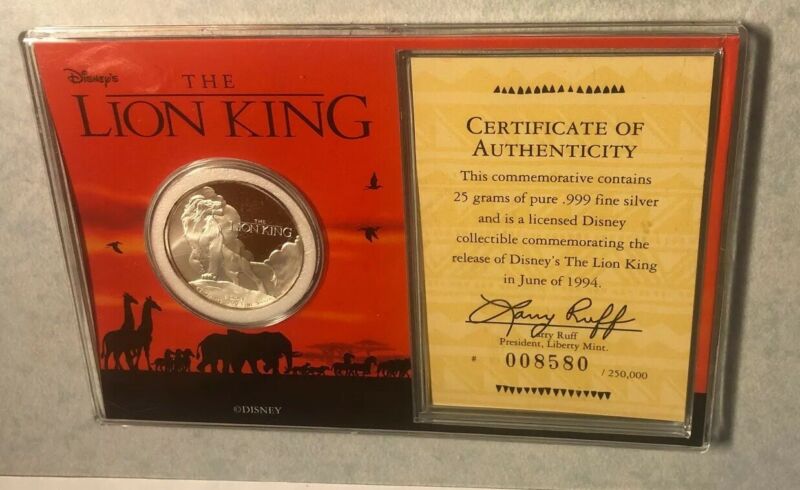 Disney's
THE
LION KING
THE
LION KING
©DISNEY
CERTIFICATE OF
AUTHENTICITY
This commemorative contains
25 grams of pure .999 fine silver
and is a licensed Disney
collectible commemorating the
release of Disney's The Lion King
in June of 1994.
Larry Ruff
Larry Ruff
President, Liberty Mint.
# 008580 / 250,000